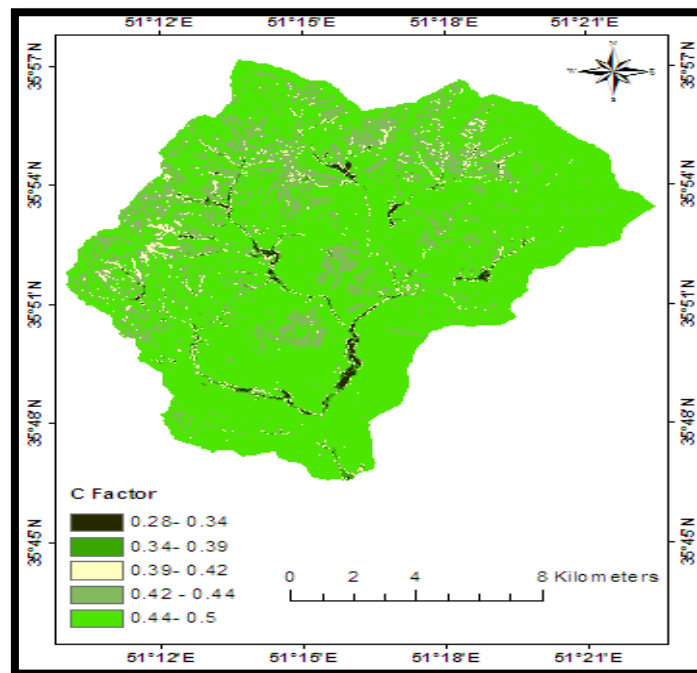 51°12'E 51°15'E 51°18'E 51°21'E
35°57'N 35°57'N
N
W E
S
35°54'N 35°54'N
35°51'N 35°51'N
35°48'N 35°48'N
35°45'N 35°45'N
C Factor
0.28- 0.34
0.34- 0.39
0.39- 0.42
0.42 - 0.44
0.44- 0.5
0 2 4 8 Kilometers
51°12'E 51°15'E 51°18'E 51°21'E